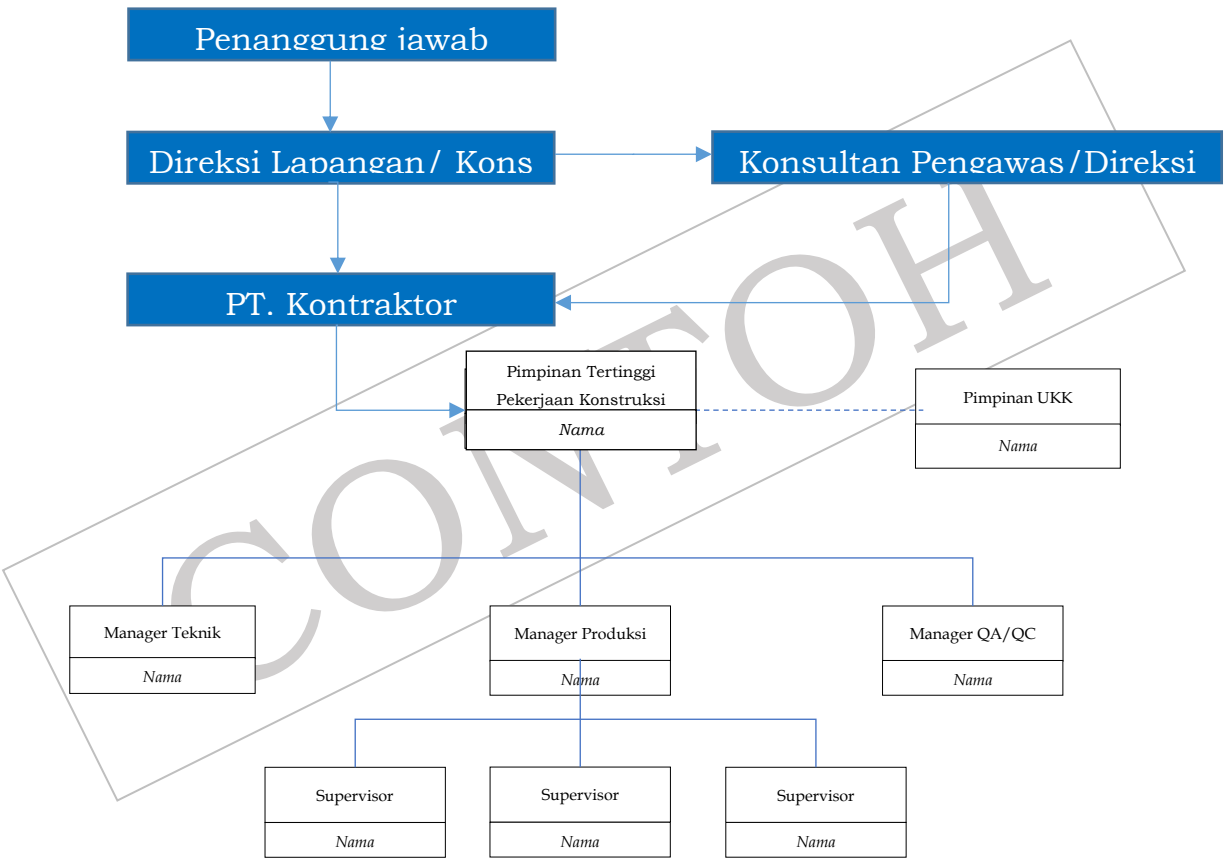 Penanggung jawab
Direksi Lapangan/ Kons
Konsultan Pengawas/Direksi
PT. Kontraktor
Pimpinan Tertinggi
Pekerjaan Konstruksi
Nama
Pimpinan UKK
Nama
CONTOH
Manager Teknik
Nama
Manager Produksi
Nama
Manager QA/QC
Nama
Supervisor
Nama
Supervisor
Nama
Supervisor
Nama